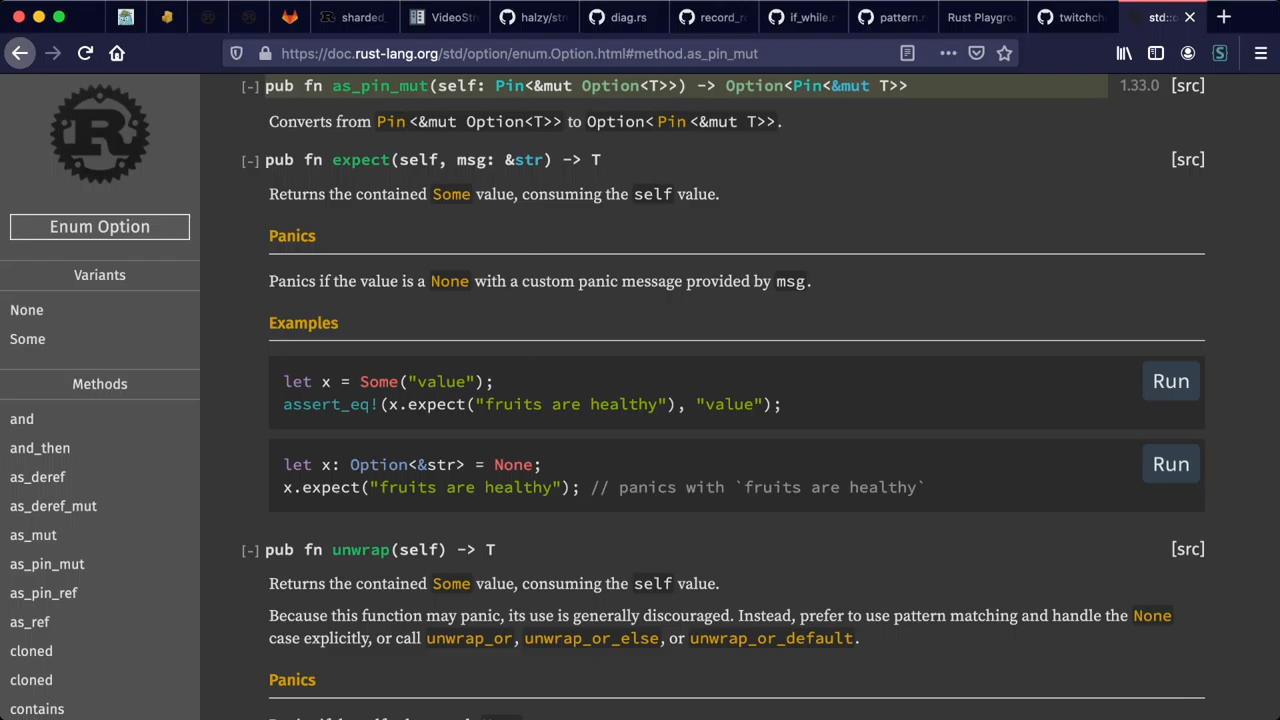 sharded_
VideoStr
halzy/str
diag.rs
record_re
if_while.r
pattern.r
Rust Playgrou
twitchcha
std::o
https://doc.rust-lang.org/std/option/enum.Option.html#method.as_pin_mut
[-] pub fn as_pin_mut(self: Pin<&mut Option<T>>) -> Option<Pin<&mut T>>
1.33.0 [src]
Converts from Pin<&mut Option<T>> to Option<Pin<&mut T>>.
[-] pub fn expect(self, msg: &str) -> T
[src]
Returns the contained Some value, consuming the self value.
Panics
Panics if the value is a None with a custom panic message provided by msg.
Examples
let x = Some("value");
assert_eq!(x.expect("fruits are healthy"), "value");
Run
let x: Option<&str> = None;
x.expect("fruits are healthy"); // panics with `fruits are healthy`
Run
[-] pub fn unwrap(self) -> T
[src]
Returns the contained Some value, consuming the self value.
Because this function may panic, its use is generally discouraged. Instead, prefer to use pattern matching and handle the None
case explicitly, or call unwrap_or, unwrap_or_else, or unwrap_or_default.
Panics
Enum Option
Variants
None
Some
Methods
and
and_then
as_deref
as_deref_mut
as_mut
as_pin_mut
as_pin_ref
as_ref
cloned
cloned
contains